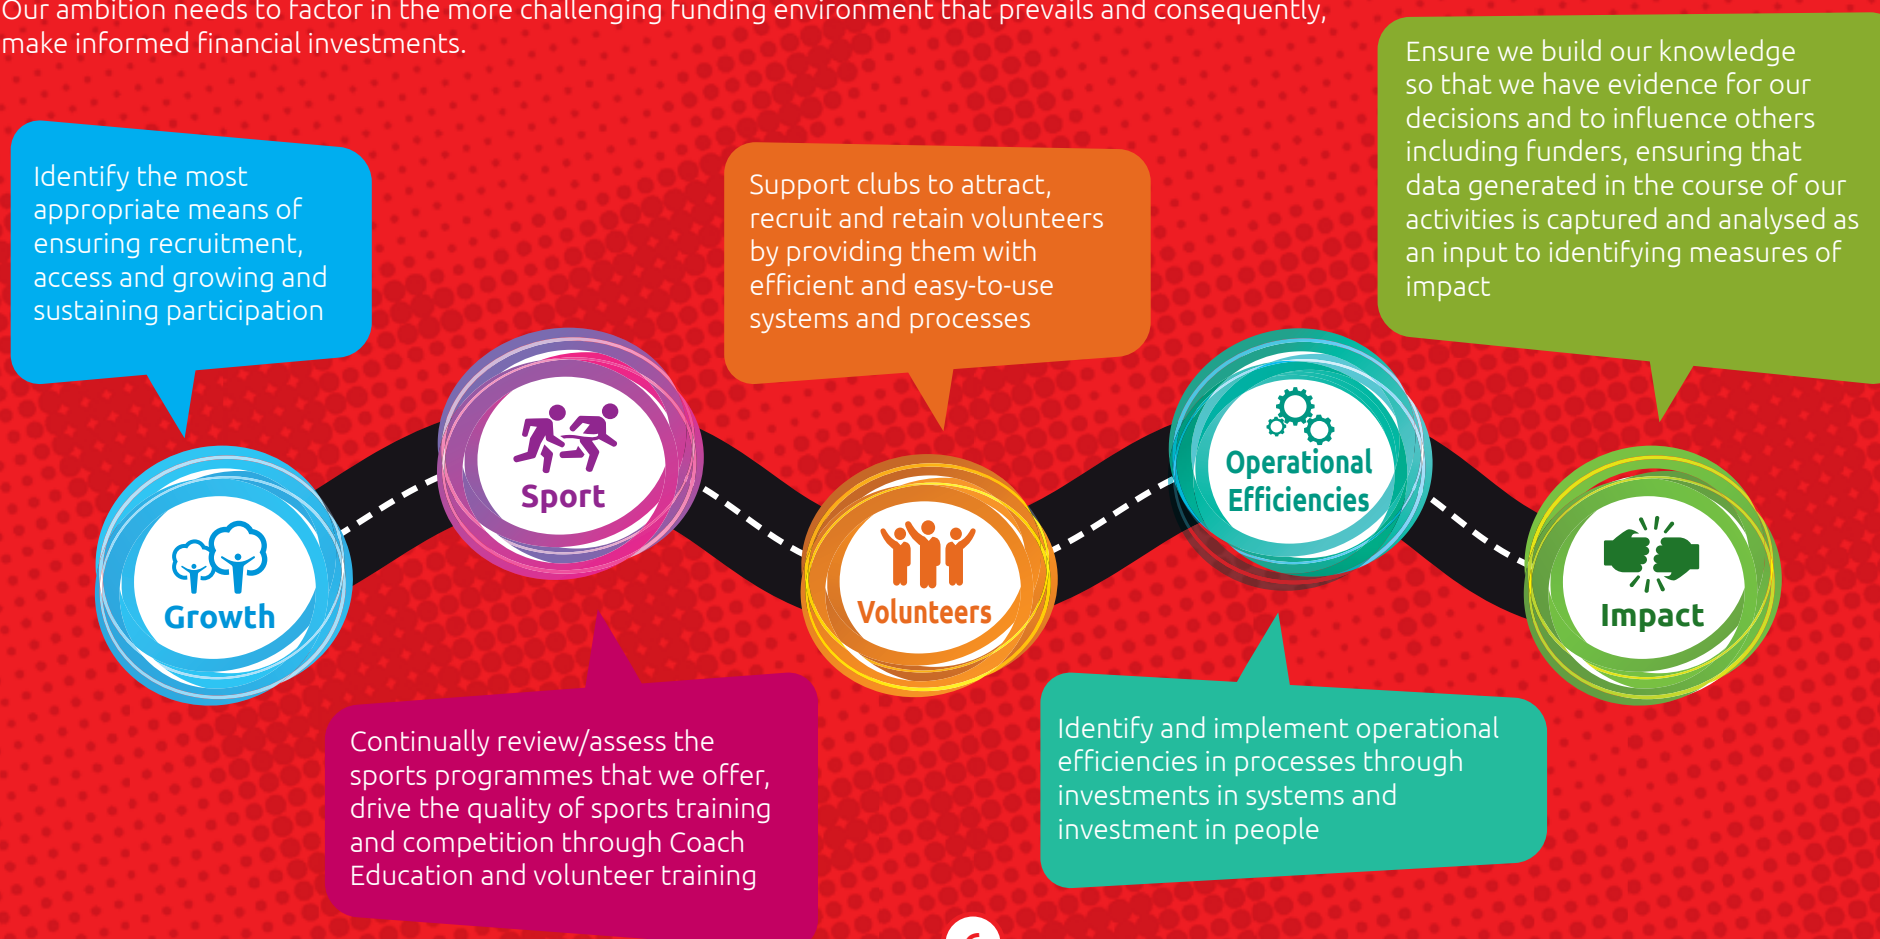 Our ambition needs to factor in the more challenging funding environment that prevails and consequently,
make informed financial investments.
Identify the most
appropriate means of
ensuring recruitment,
access and growing and
sustaining participation
Growth
Sport
Continually review/assess the
sports programmes that we offer,
drive the quality of sports training
and competition through Coach
Education and volunteer training
Support clubs to attract,
recruit and retain volunteers
by providing them with
efficient and easy-to-use
systems and processes
Volunteers
Operational
Efficiencies
Identify and implement operational
efficiencies in processes through
investments in systems and
investment in people
Ensure we build our knowledge
so that we have evidence for our
decisions and to influence others
including funders, ensuring that
data generated in the course of our
activities is captured and analysed as
an input to identifying measures of
impact
Impact